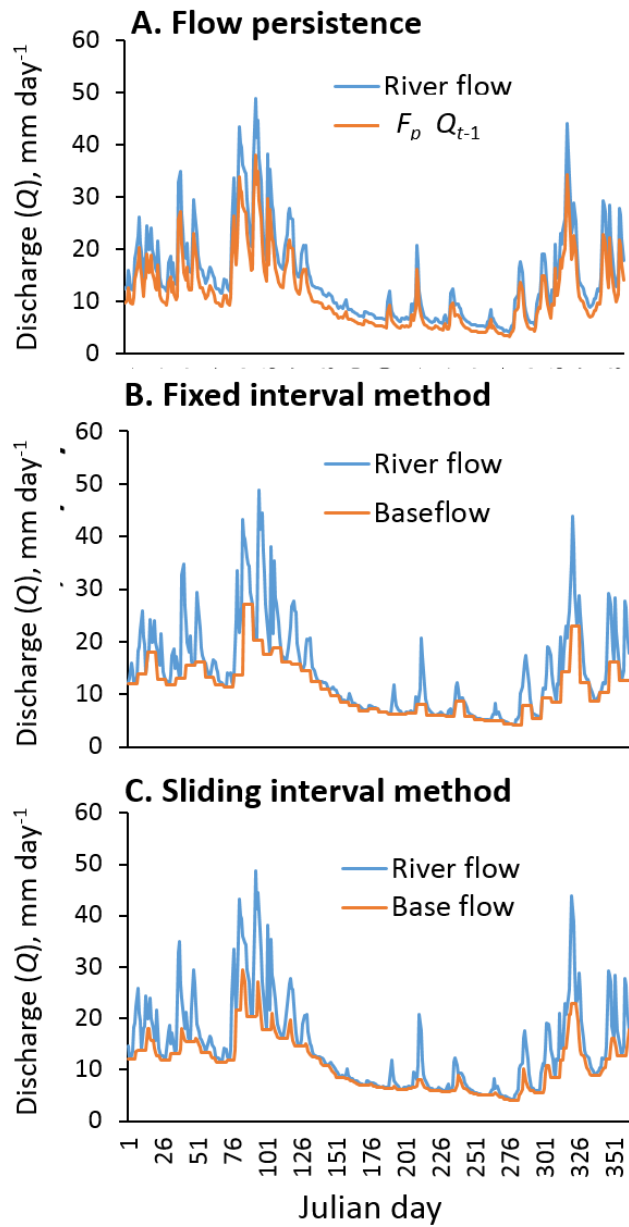 A. Flow persistence
60
50
40
30
20
10
0
Discharge (Q), mm day-1
River flow
Fp Qt-1
B. Fixed interval method
60
50
40
30
20
10
0
Discharge (Q), mm day-1
River flow
Baseflow
C. Sliding interval method
60
50
40
30
20
10
0
Discharge (Q), mm day-1
River flow
Base flow
1 26 51 76 101 126 151 176 201 226 251 276 301 326 351
Julian day